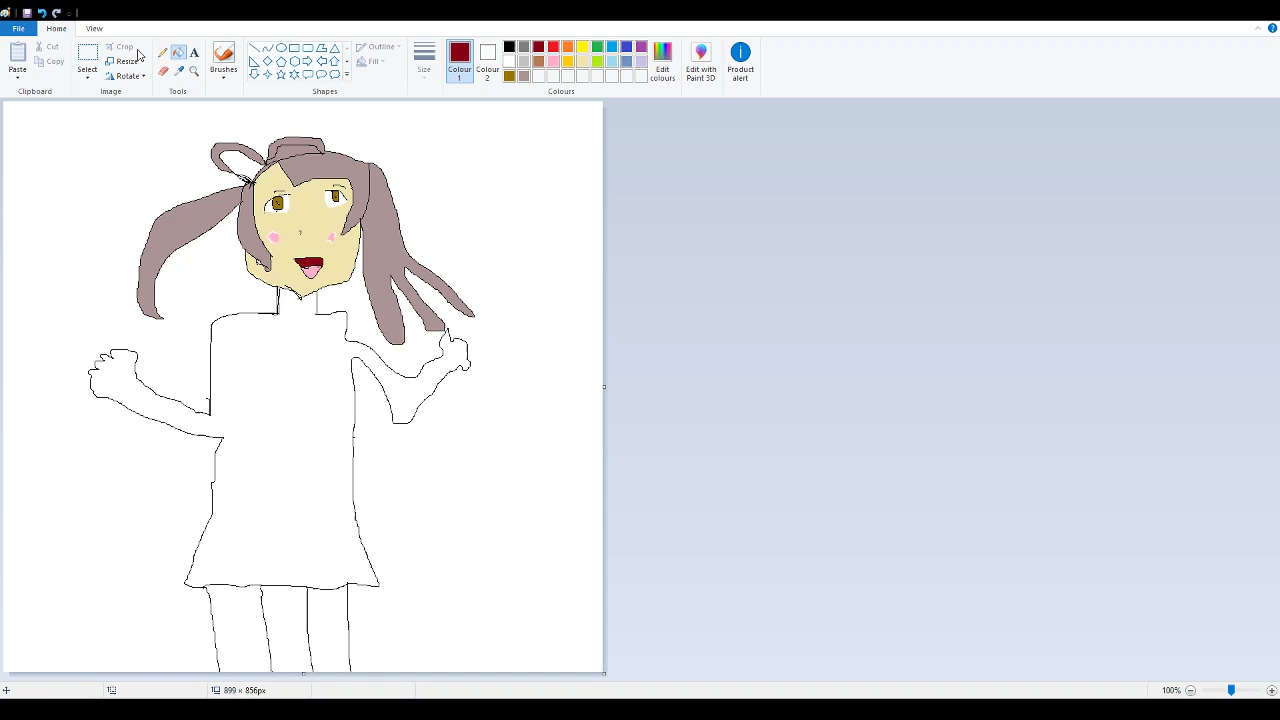 File Home View
Paste Cut Copy
Clipboard
Select Crop Resize Rotate
Image
A
Tools
Brushes
Outline Fill
Shapes
Size
Colour 1
Colour 2
Edit colours
Colours
Edit with Paint 3D
Product alert
899 × 856px
100%